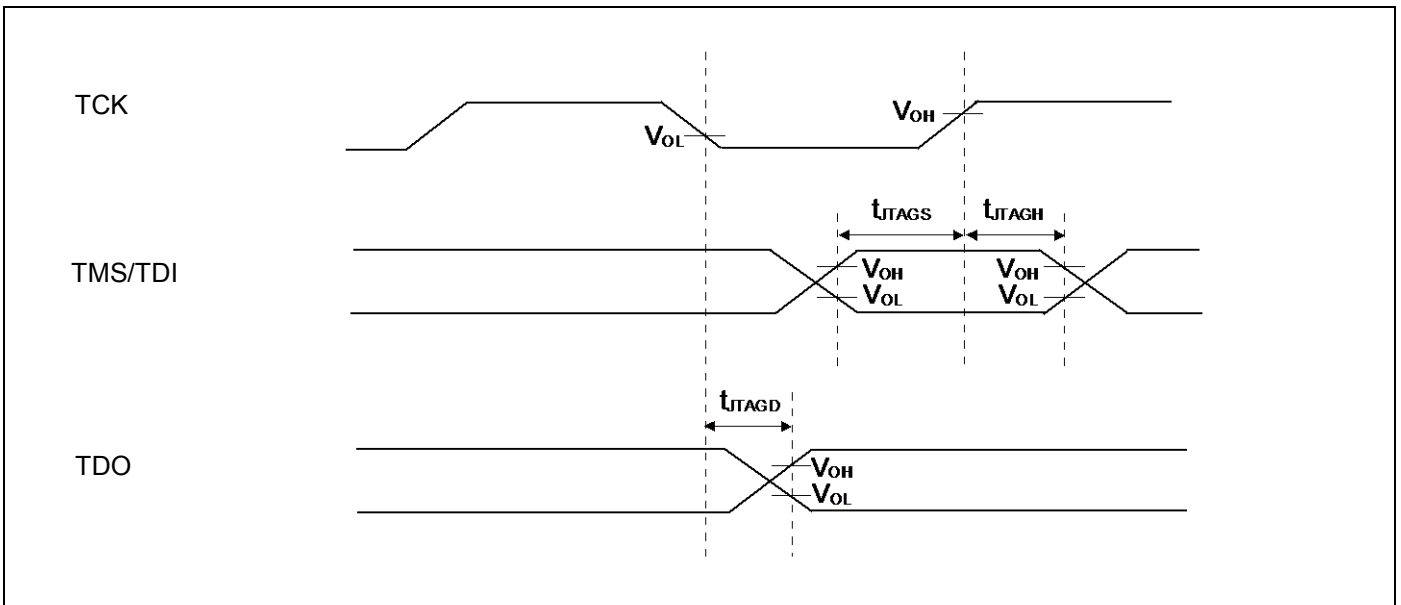 TCK
VOL
VOH
tJTAGS
tJTAGH
TMS/TDI
VOH
VOL
VOH
VOL
tJTAGD
TDO
VOH
VOL